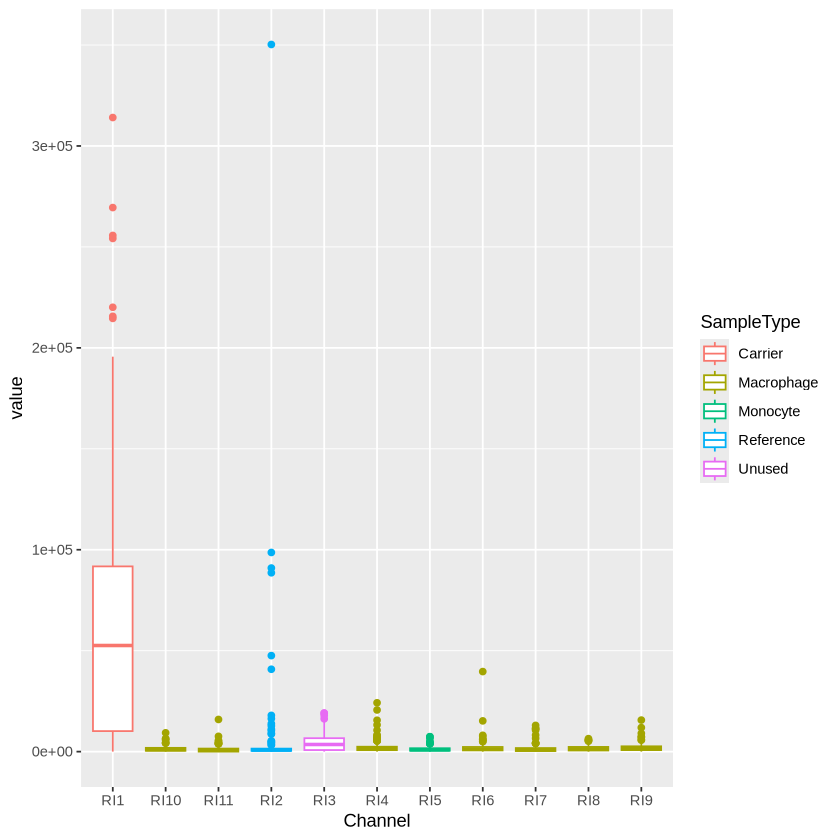 3e+05
2e+05
1e+05
0e+00
value
RI1 RI10 RI11 RI2 RI3 RI4 RI5 RI6 RI7 RI8 RI9
Channel
SampleType
Carrier
Macrophage
Monocyte
Reference
Unused